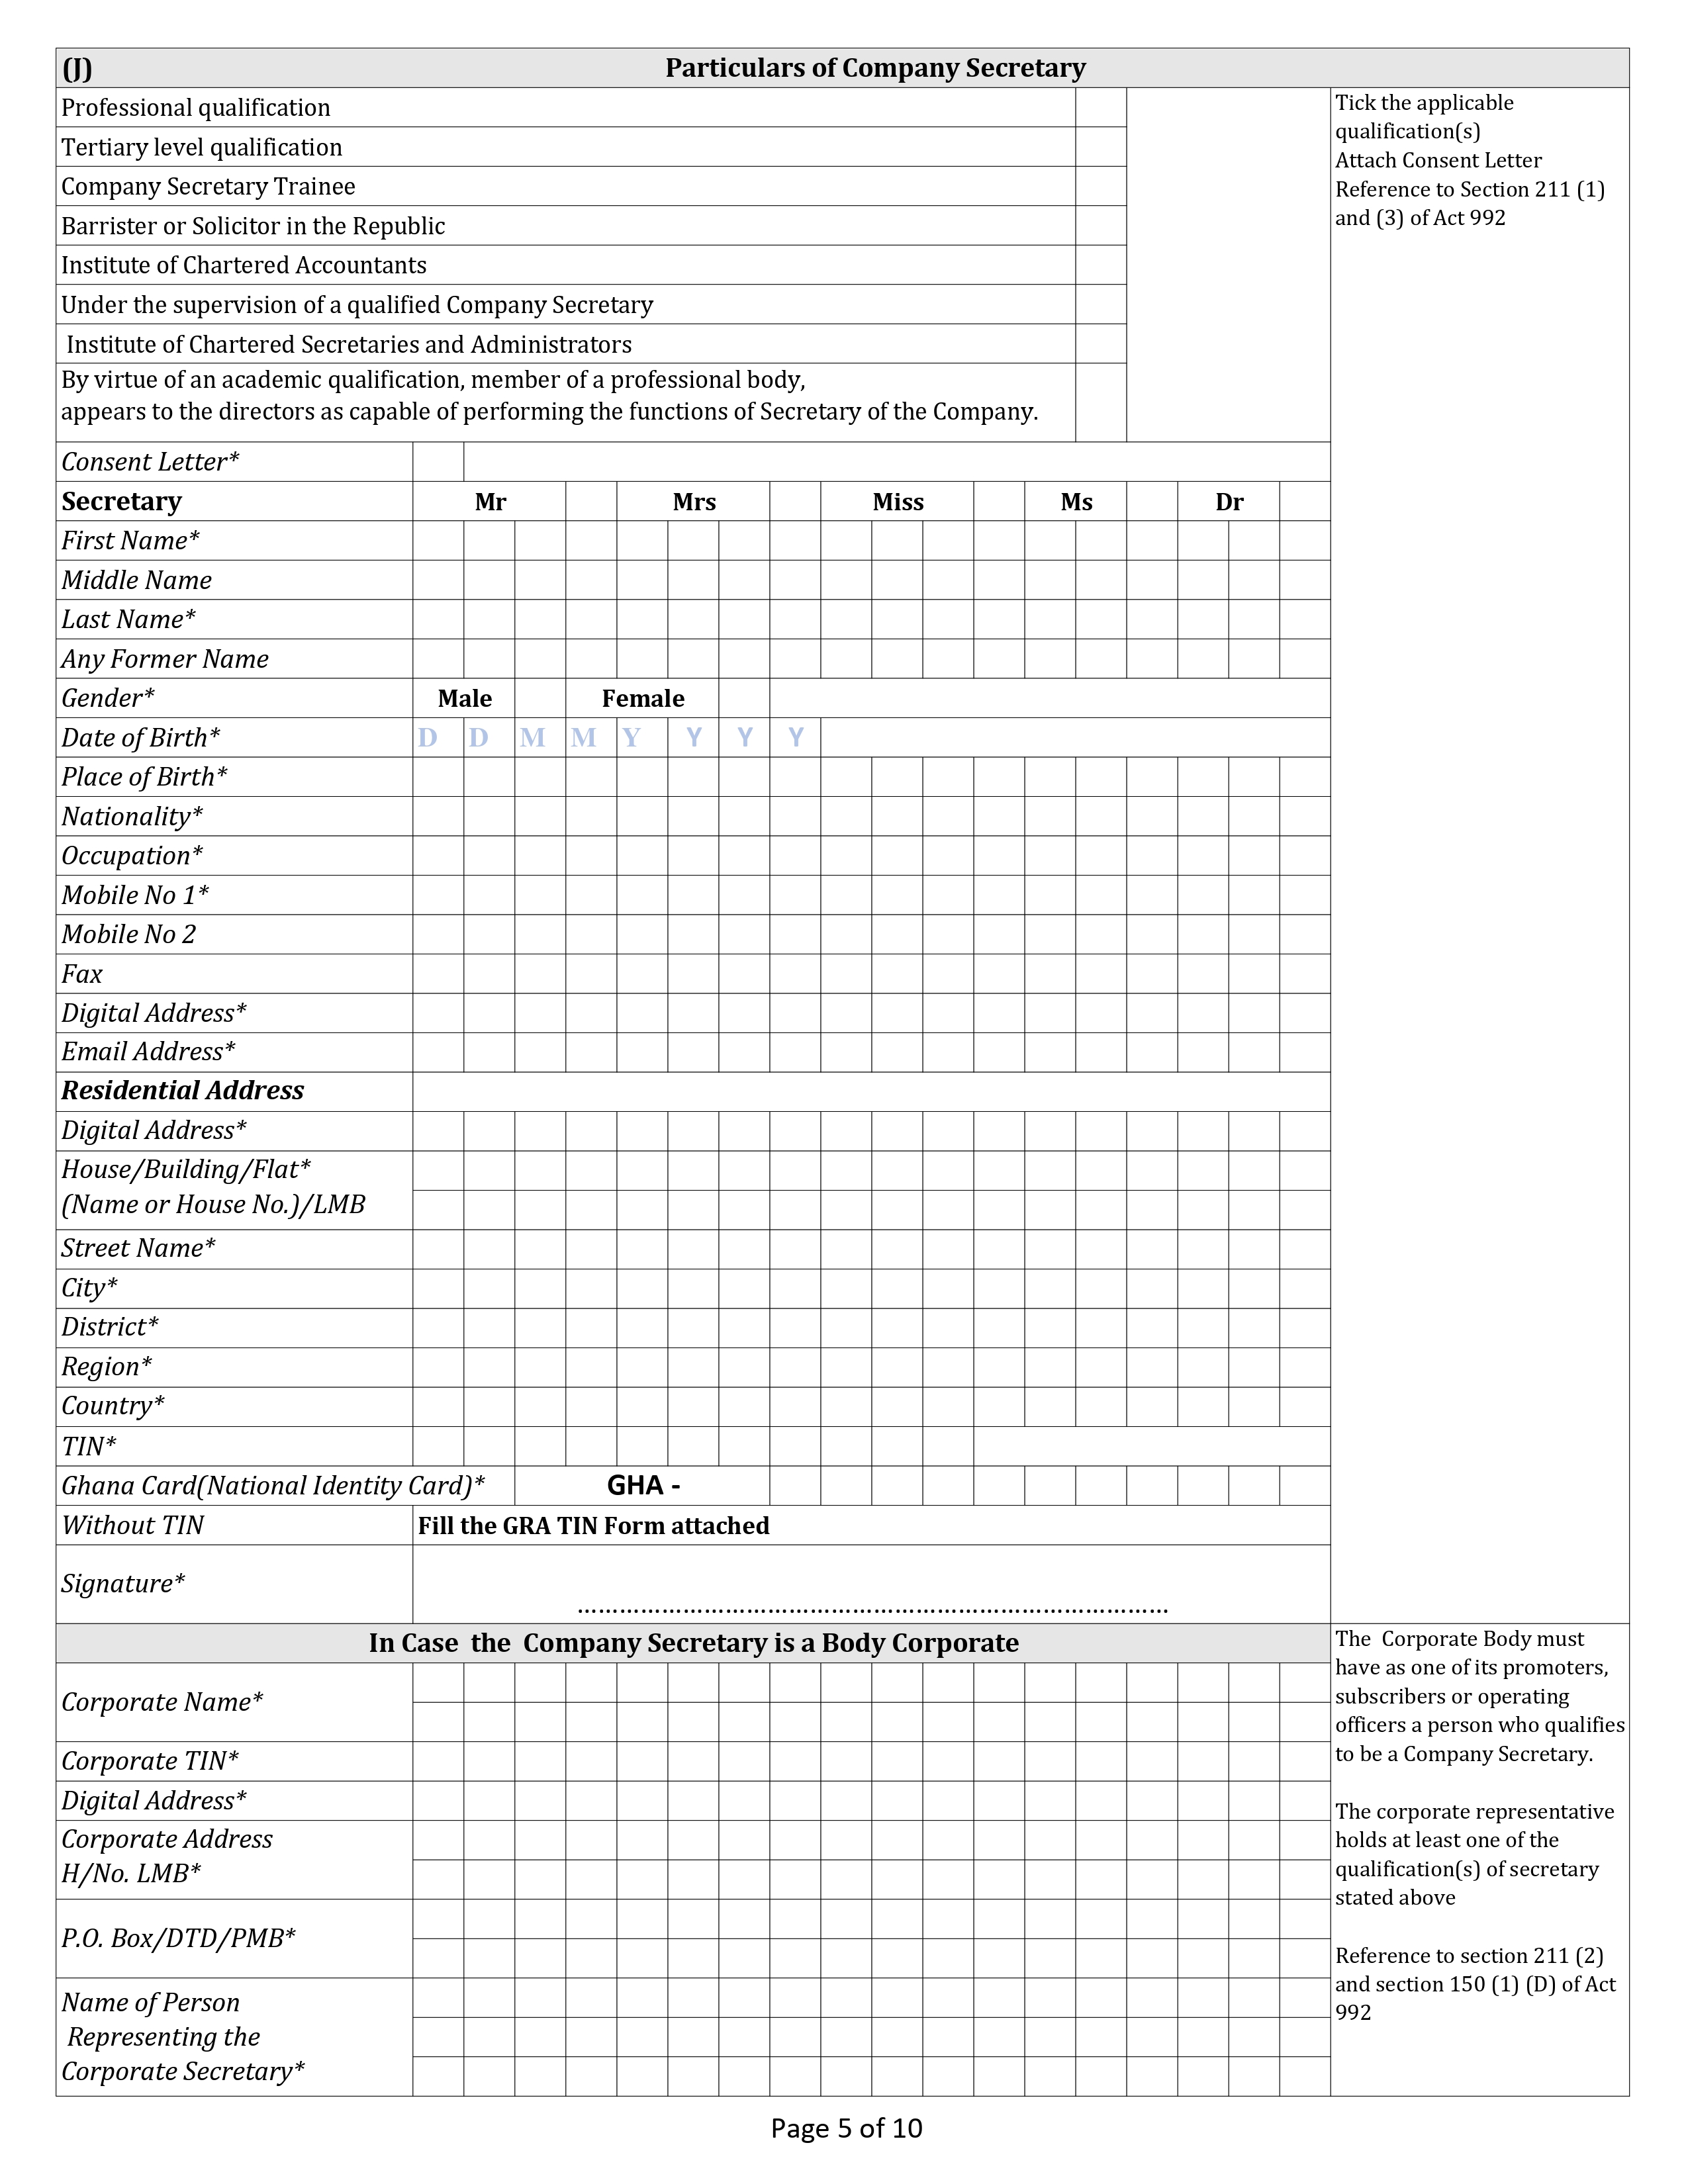 (J) Particulars of Company Secretary
Professional qualification
Tertiary level qualification
Company Secretary Trainee
Barrister or Solicitor in the Republic
Institute of Chartered Accountants
Under the supervision of a qualified Company Secretary
Institute of Chartered Secretaries and Administrators
By virtue of an academic qualification, member of a professional body,
appears to the directors as capable of performing the functions of Secretary of the Company.
Tick the applicable
qualification(s)
Attach Consent Letter
Reference to Section 211 (1)
and (3) of Act 992
Consent Letter*
Secretary Mr Mrs Miss Ms Dr
First Name*
Middle Name
Last Name*
Any Former Name
Gender* Male Female
Date of Birth* D D M M Y Y Y Y
Place of Birth*
Nationality*
Occupation*
Mobile No 1*
Mobile No 2
Fax
Digital Address*
Email Address*
Residential Address
Digital Address*
House/Building/Flat*
(Name or House No.)/LMB
Street Name*
City*
District*
Region*
Country*
TIN*
Ghana Card(National Identity Card)* GHA -
Without TIN Fill the GRA TIN Form attached
Signature* ....................................................................................
In Case the Company Secretary is a Body Corporate
Corporate Name*
Corporate TIN*
Digital Address*
Corporate Address
H/No. LMB*
P.O. Box/DTD/PMB*
Name of Person
Representing the
Corporate Secretary*
The Corporate Body must
have as one of its promoters,
subscribers or operating
officers a person who qualifies
to be a Company Secretary.
The corporate representative
holds at least one of the
qualification(s) of secretary
stated above
Reference to section 211 (2)
and section 150 (1) (D) of Act
992
Page 5 of 10